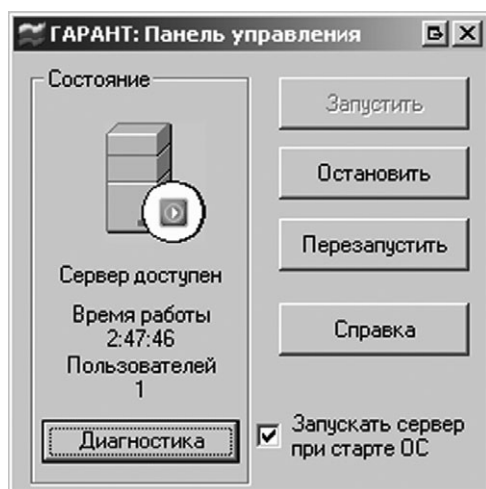 ГАРАНТ: Панель управления
Состояние
Сервер доступен
Время работы
2:47:46
Пользователей
1
Диагностика
Запустить
Остановить
Перезапустить
Справка
Запускать сервер
при старте ОС